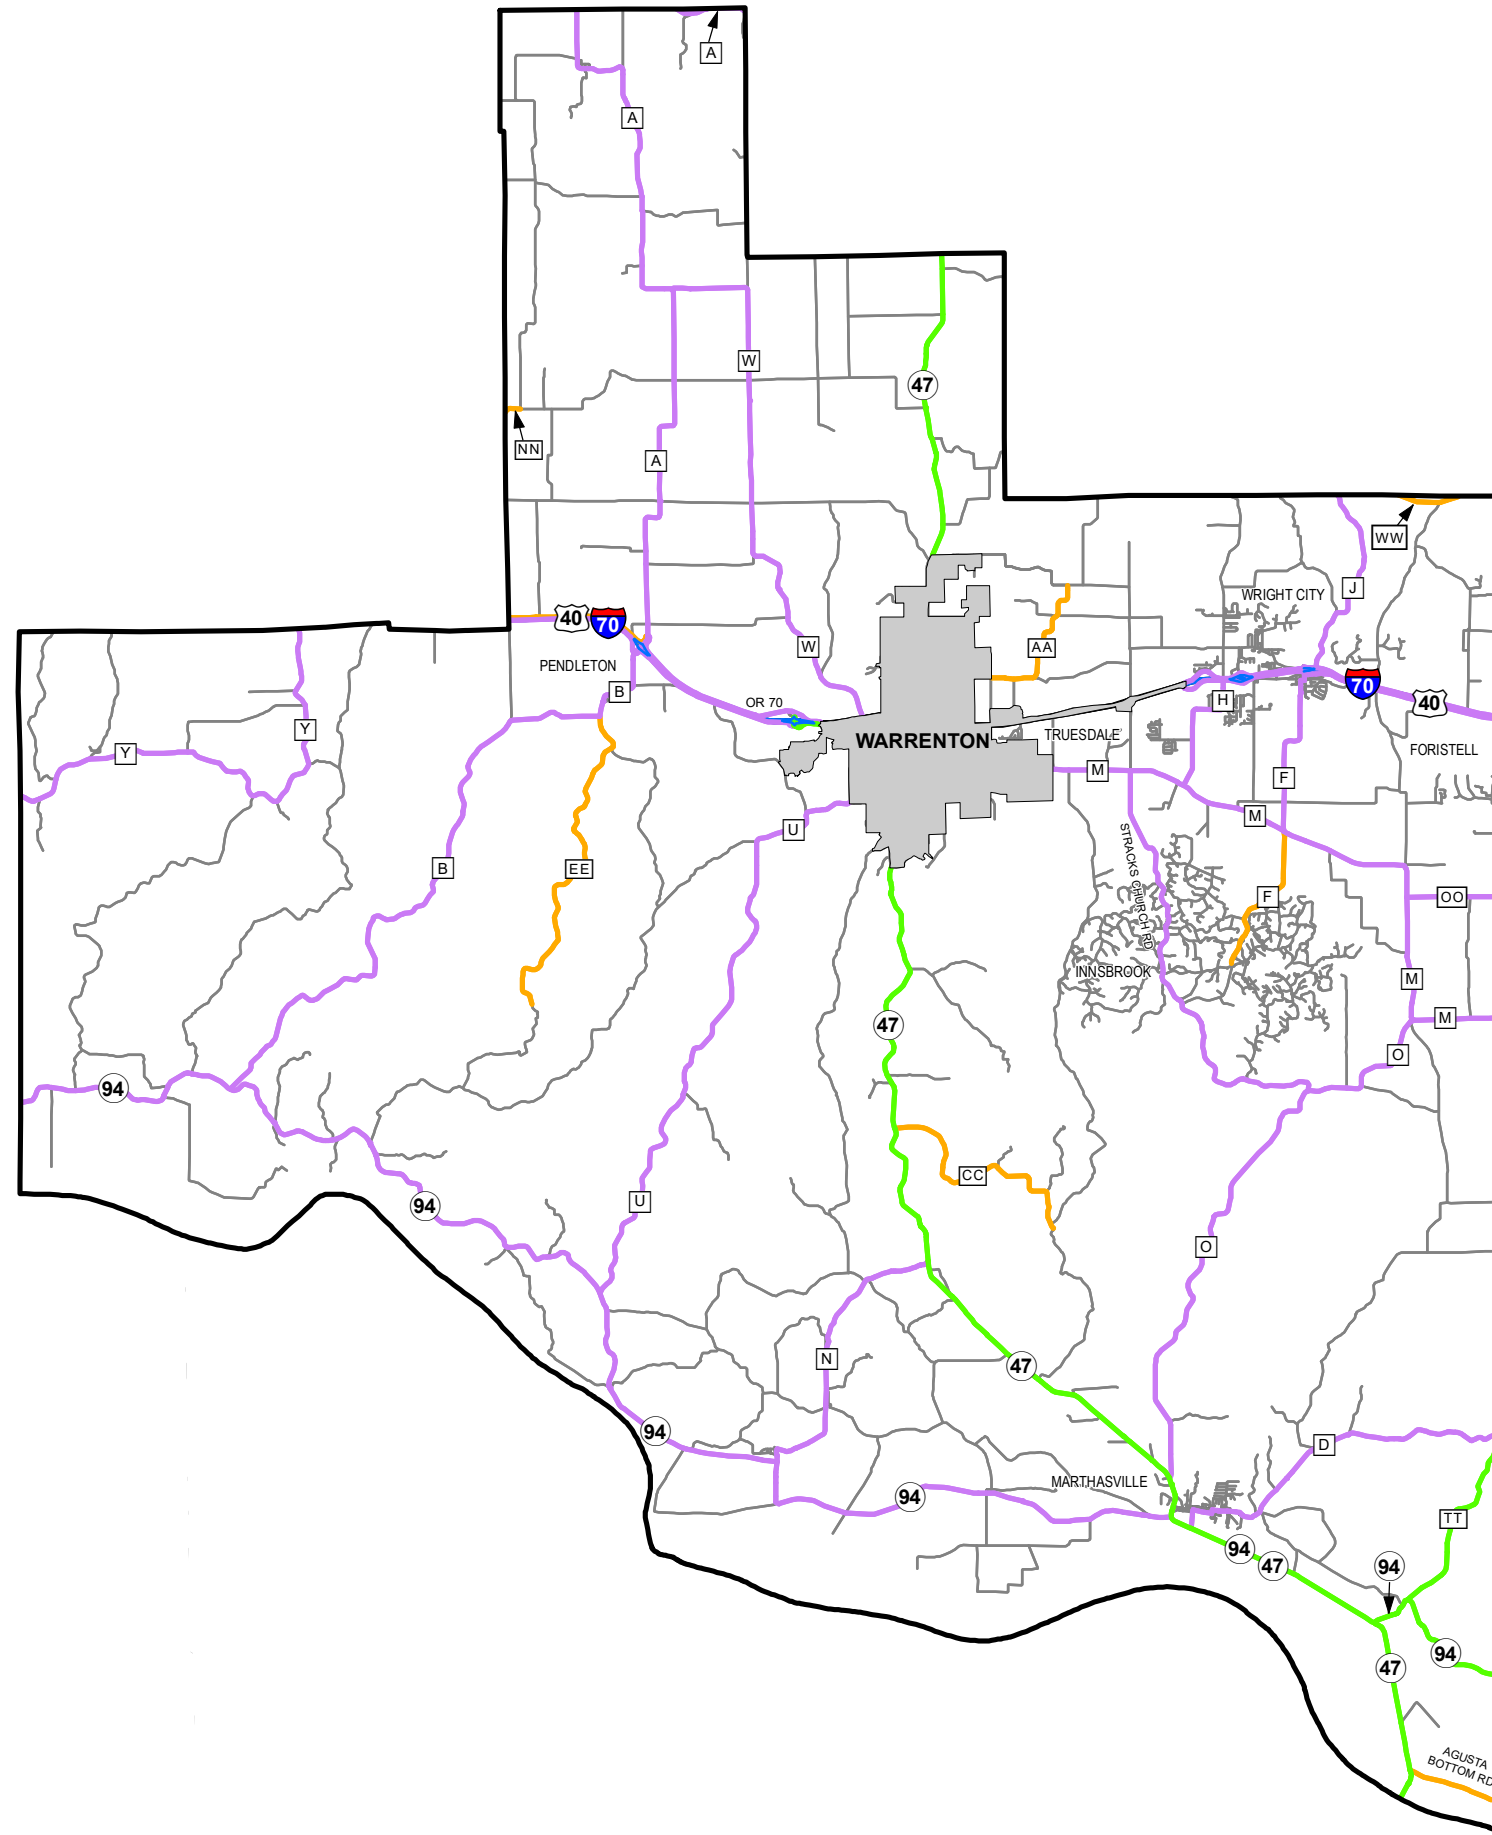 A
A
W
47
NN
A
WW
40
70
WRIGHT CITY
J
W
AA
PENDLETON
B
OR 70
H
70
40
Y
Y
WARRENTON
TRUESDALE
FORISTELL
M
F
M
U
STRACKS CHURCH RD
B
EE
F
OO
INNSBROOK
M
47
M
O
94
CC
94
U
O
N
47
94
D
MARTHASVILLE
94
TT
94
47
94
94
47
AGUSTA
BOTTOM RD